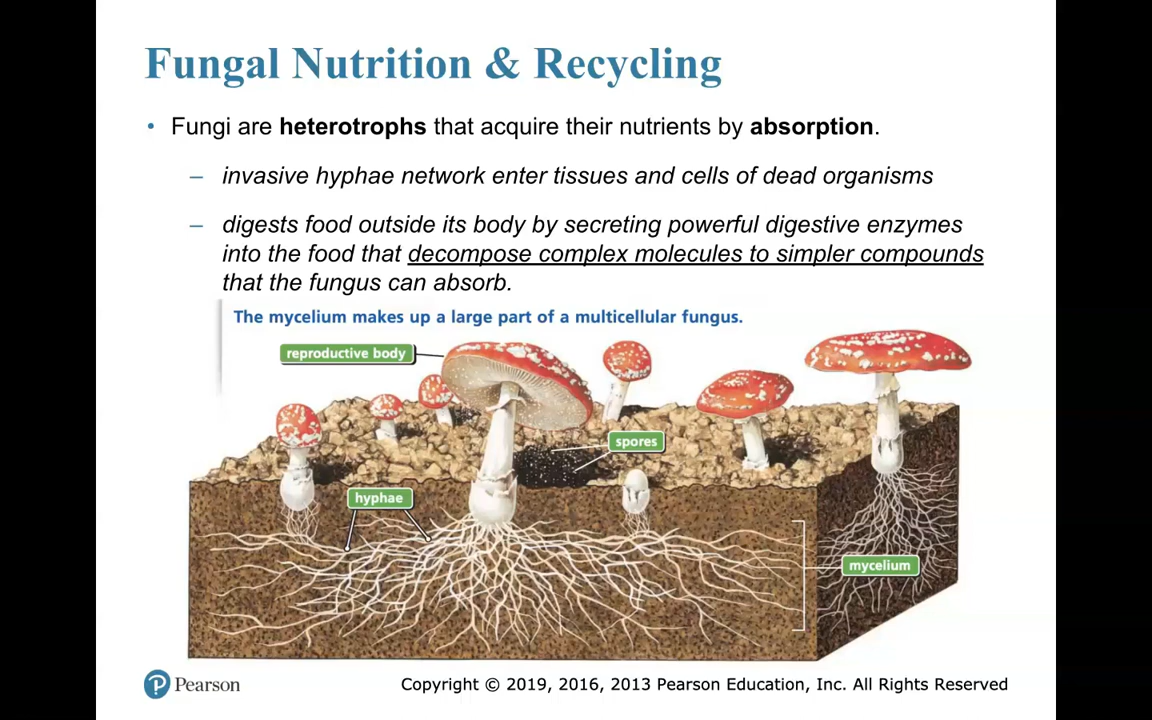 Fungal Nutrition & Recycling
• Fungi are heterotrophs that acquire their nutrients by absorption.
– invasive hyphae network enter tissues and cells of dead organisms
– digests food outside its body by secreting powerful digestive enzymes
into the food that decompose complex molecules to simpler compounds
that the fungus can absorb.
The mycelium makes up a large part of a multicellular fungus.
reproductive body
spores
hyphae
mycelium
P Pearson
Copyright © 2019, 2016, 2013 Pearson Education, Inc. All Rights Reserved